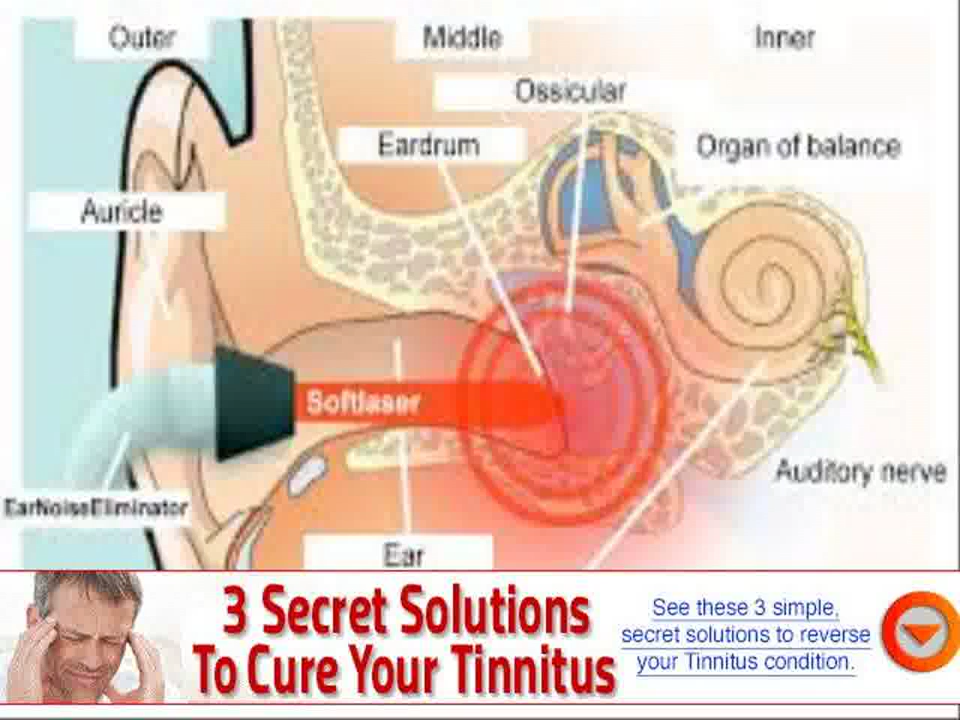 Outer
Middle
Inner
Ossicular
Eardrum
Organ of balance
Auricle
Softlaser
Auditory nerve
EarNoiseEliminator
Ear
3 Secret Solutions
To Cure Your Tinnitus
See these 3 simple,
secret solutions to reverse
your Tinnitus condition.